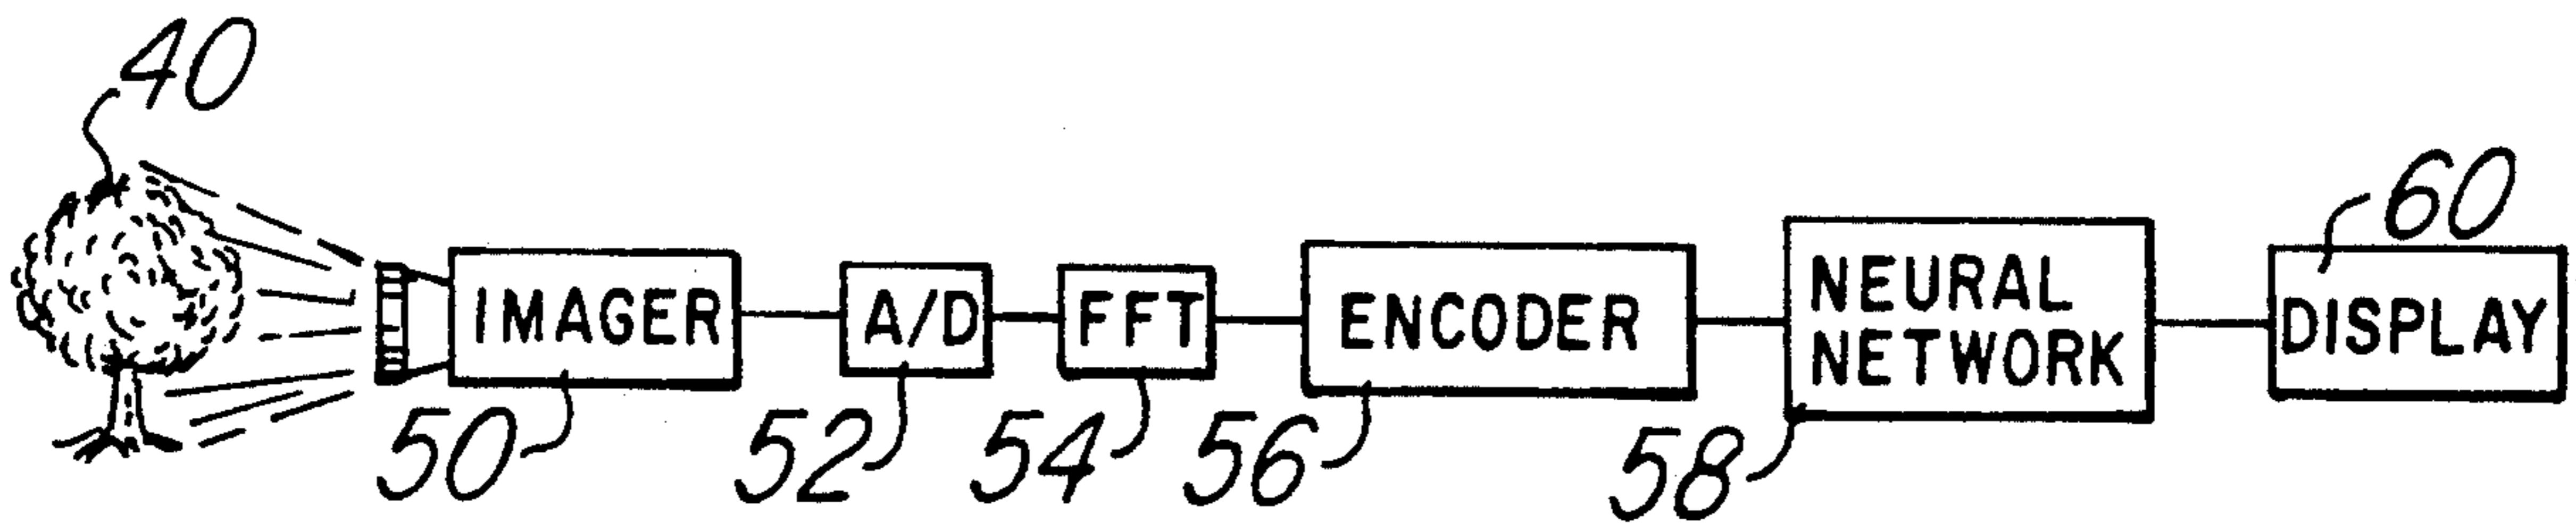 40
60
IMAGER
A/D
FFT
ENCODER
NEURAL
NETWORK
DISPLAY
50
52
54
56
58